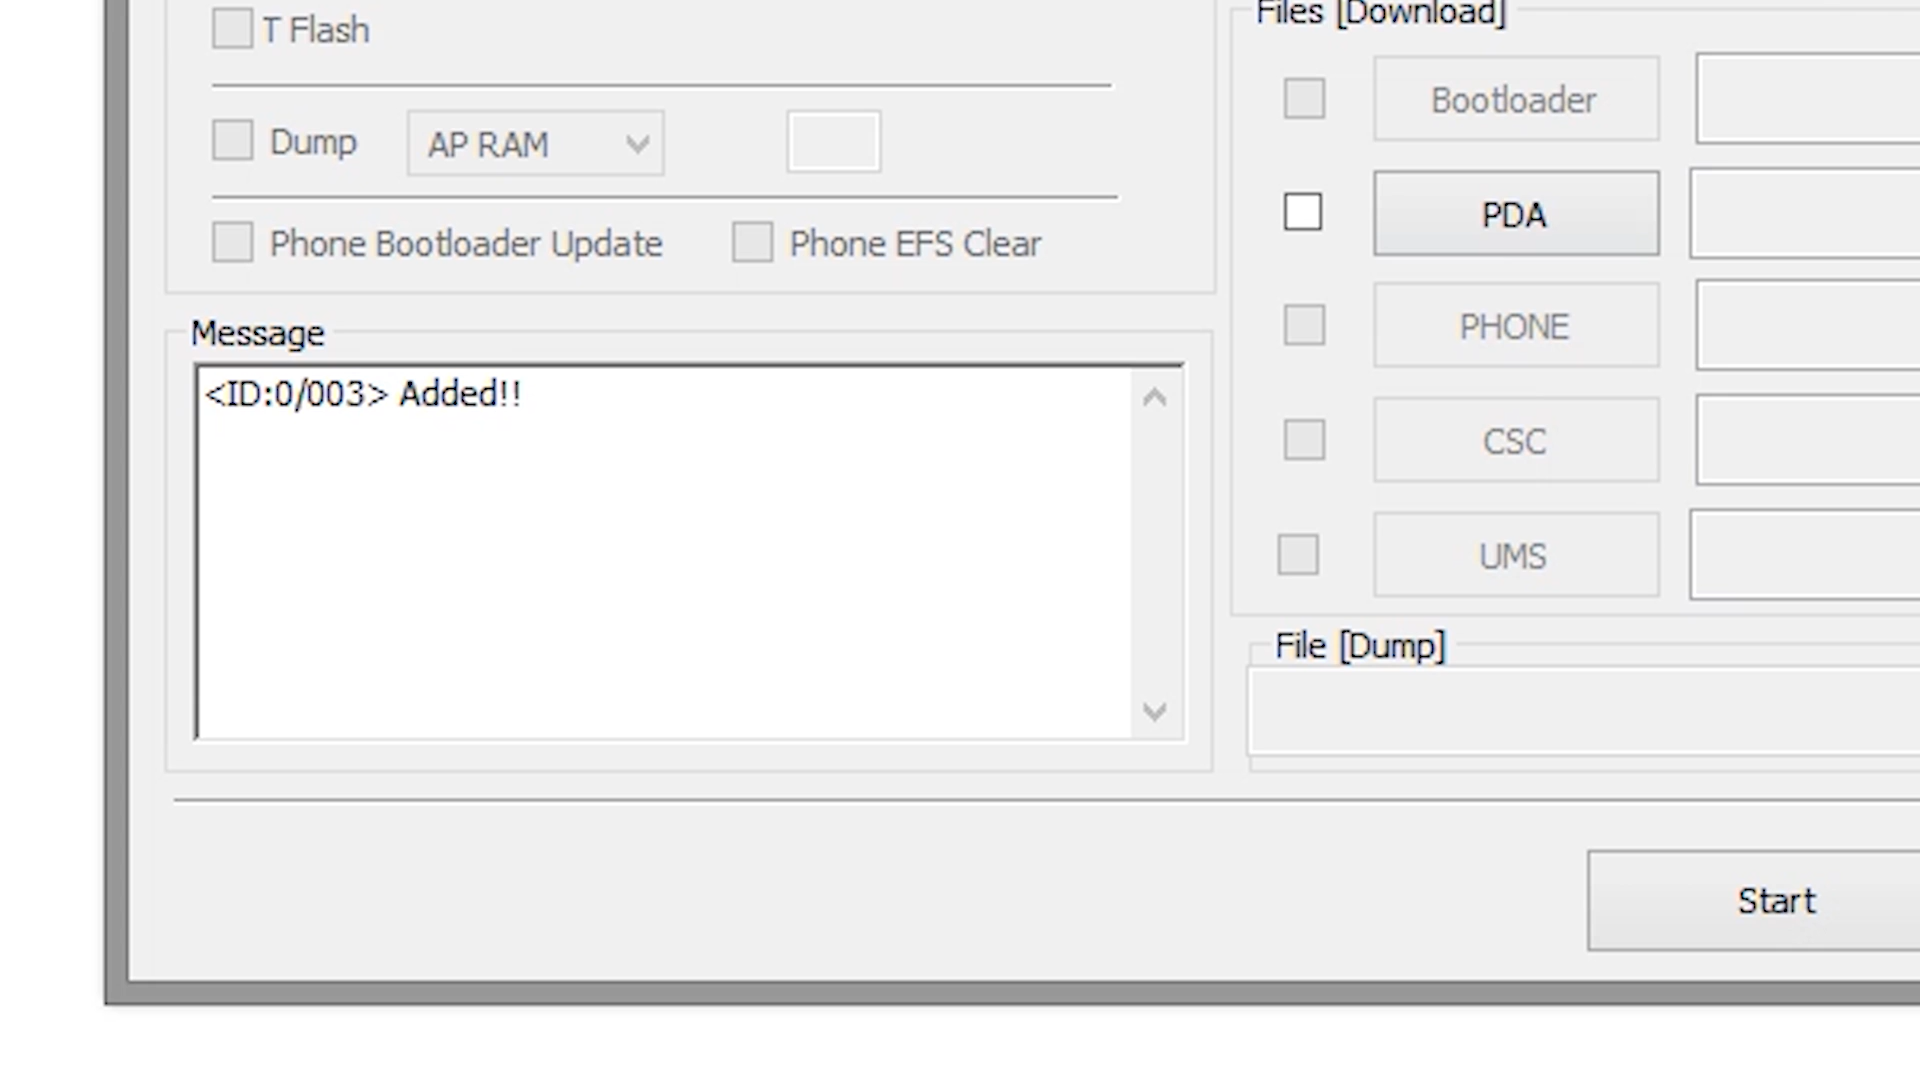 T Flash
Dump AP RAM
Phone Bootloader Update Phone EFS Clear
Message
<ID:0/003> Added!!
Files [Download]
Bootloader
PDA
PHONE
CSC
UMS
File [Dump]
Start